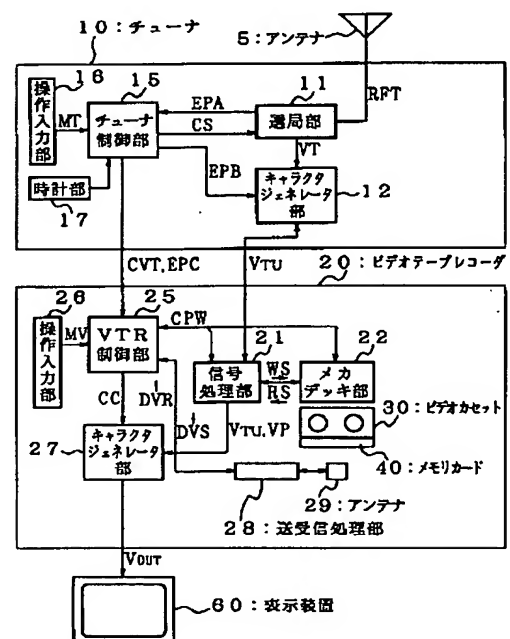 10:チューナ
5:アンテナ
16
操作入力部
MT
15
チューナ制御部
EPA
CS
11
選局部
RFT
VT
EPB
キャラクタジェネレータ部
12
時計部
17
CVT,EPC
VTU
20:ビデオテープレコーダ
26
操作入力部
MV
25
VTR制御部
CPW
21
信号処理部
WS
RS
22
メカデッキ部
CC
DVR
DVS
VTU,VP
30:ビデオカセット
40:メモリカード
27
キャラクタジェネレータ部
29:アンテナ
28:送受信処理部
VOUT
60:表示装置